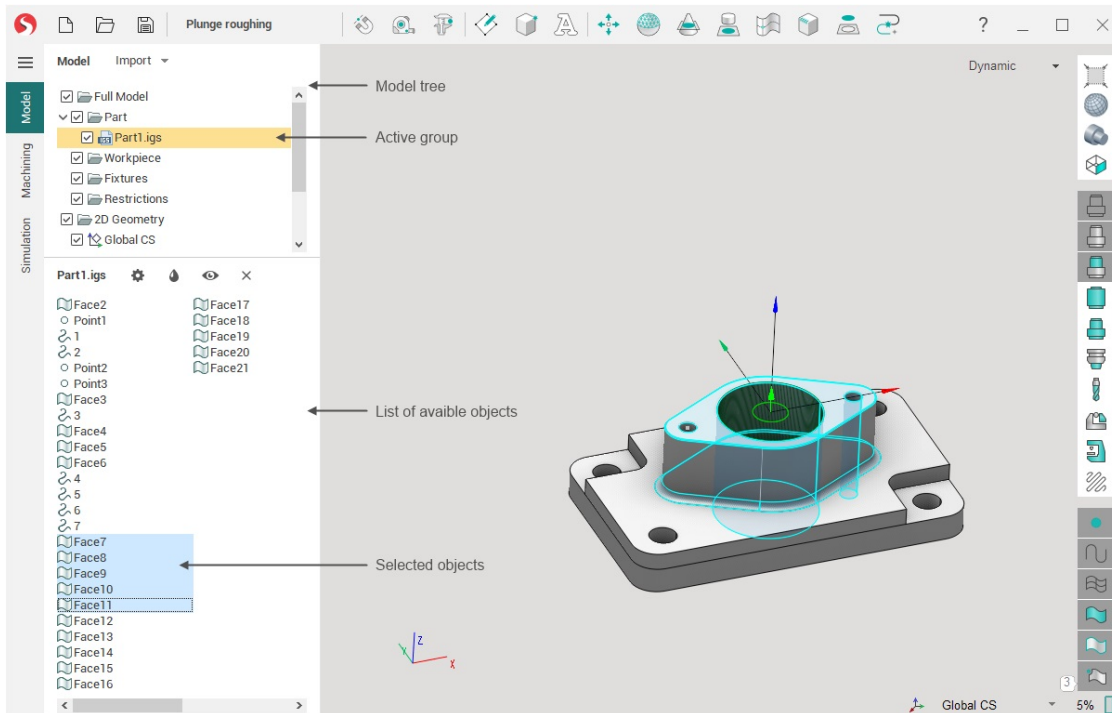 Plunge roughing
?
Model Import
Model tree
Dynamic
Full Model
Part
Active group
Part1.igs
Workpiece
Fixtures
Restrictions
2D Geometry
Global CS
Model
Machining
Simulation
Part1.igs
Face2
Point1
1
2
Point2
Point3
Face3
3
Face4
Face5
Face6
4
5
6
7
Face7
Face8
Face9
Face10
Face11
Face12
Face13
Face14
Face15
Face16
Face17
Face18
Face19
Face20
Face21
List of avaible objects
Selected objects
Z
Y
X
3
Global CS
5%